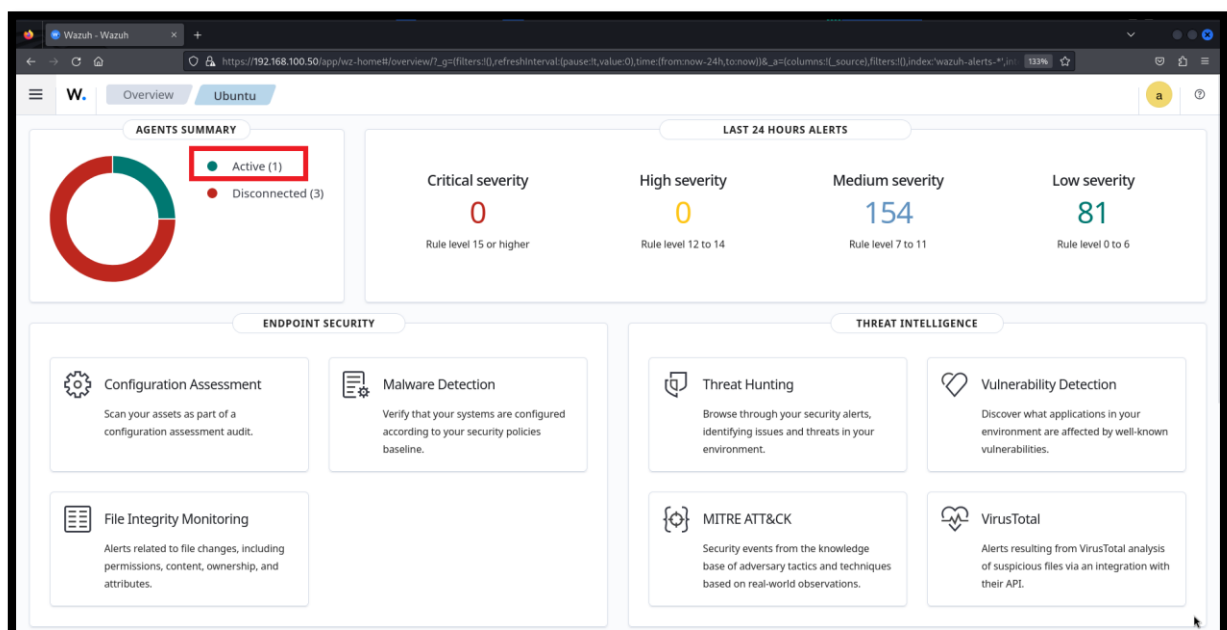 Wazuh - Wazuh
https://192.168.100.50/app/wz-home#/overview/?_g=(filters:!(),refreshInterval:(pause:!t,value:0),time:(from:now-24h,to:now))&_a=(columns:!(_source),filters:!(),index:'wazuh-alerts-*',in 133%
W. Overview Ubuntu a
AGENTS SUMMARY
Active (1)
Disconnected (3)
LAST 24 HOURS ALERTS
Critical severity
0
Rule level 15 or higher
High severity
0
Rule level 12 to 14
Medium severity
154
Rule level 7 to 11
Low severity
81
Rule level 0 to 6
ENDPOINT SECURITY
Configuration Assessment
Scan your assets as part of a
configuration assessment audit.
Malware Detection
Verify that your systems are configured
according to your security policies
baseline.
File Integrity Monitoring
Alerts related to file changes, including
permissions, content, ownership, and
attributes.
THREAT INTELLIGENCE
Threat Hunting
Browse through your security alerts,
identifying issues and threats in your
environment.
Vulnerability Detection
Discover what applications in your
environment are affected by well-known
vulnerabilities.
MITRE ATT&CK
Security events from the knowledge
base of adversary tactics and techniques
based on real-world observations.
VirusTotal
Alerts resulting from VirusTotal analysis
of suspicious files via an integration with
their API.